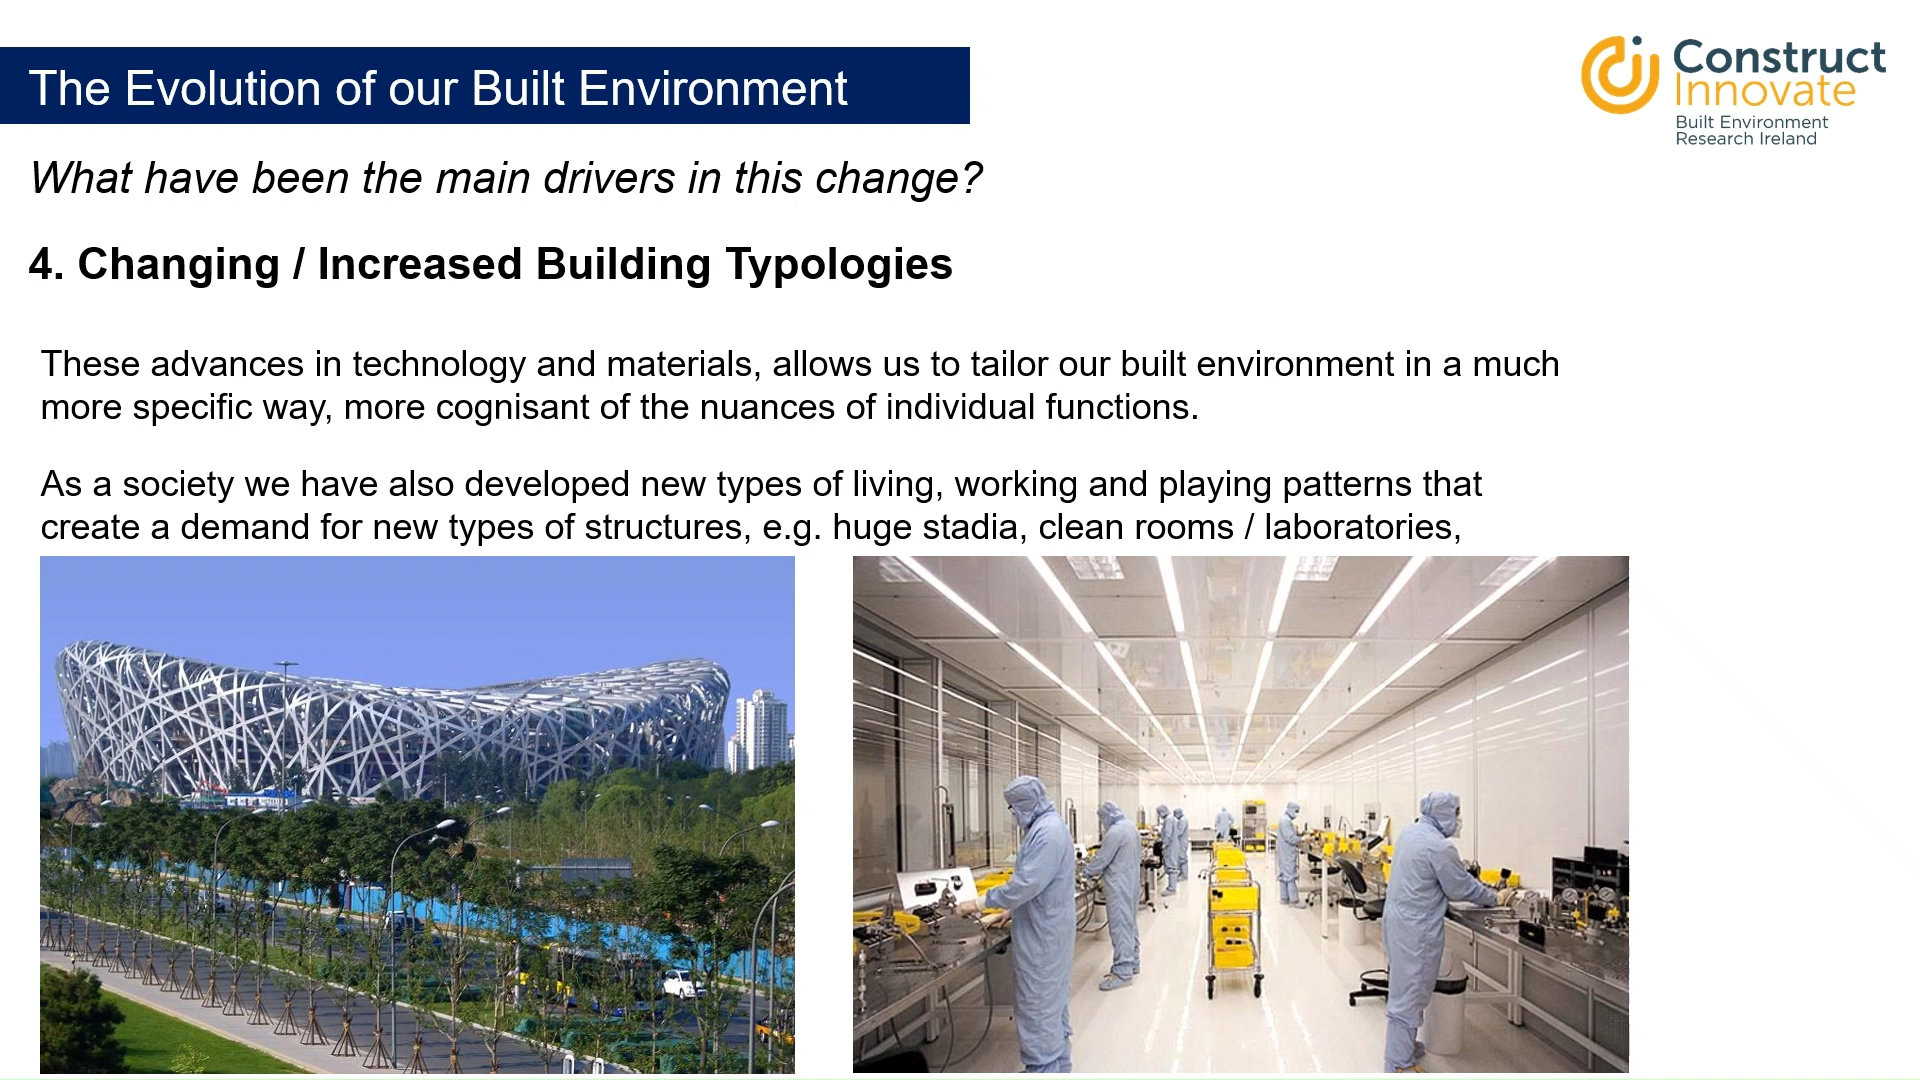 The Evolution of our Built Environment
Construct
Innovate
Built Environment
Research Ireland
What have been the main drivers in this change?
4. Changing / Increased Building Typologies
These advances in technology and materials, allows us to tailor our built environment in a much
more specific way, more cognisant of the nuances of individual functions.
As a society we have also developed new types of living, working and playing patterns that
create a demand for new types of structures, e.g. huge stadia, clean rooms / laboratories,